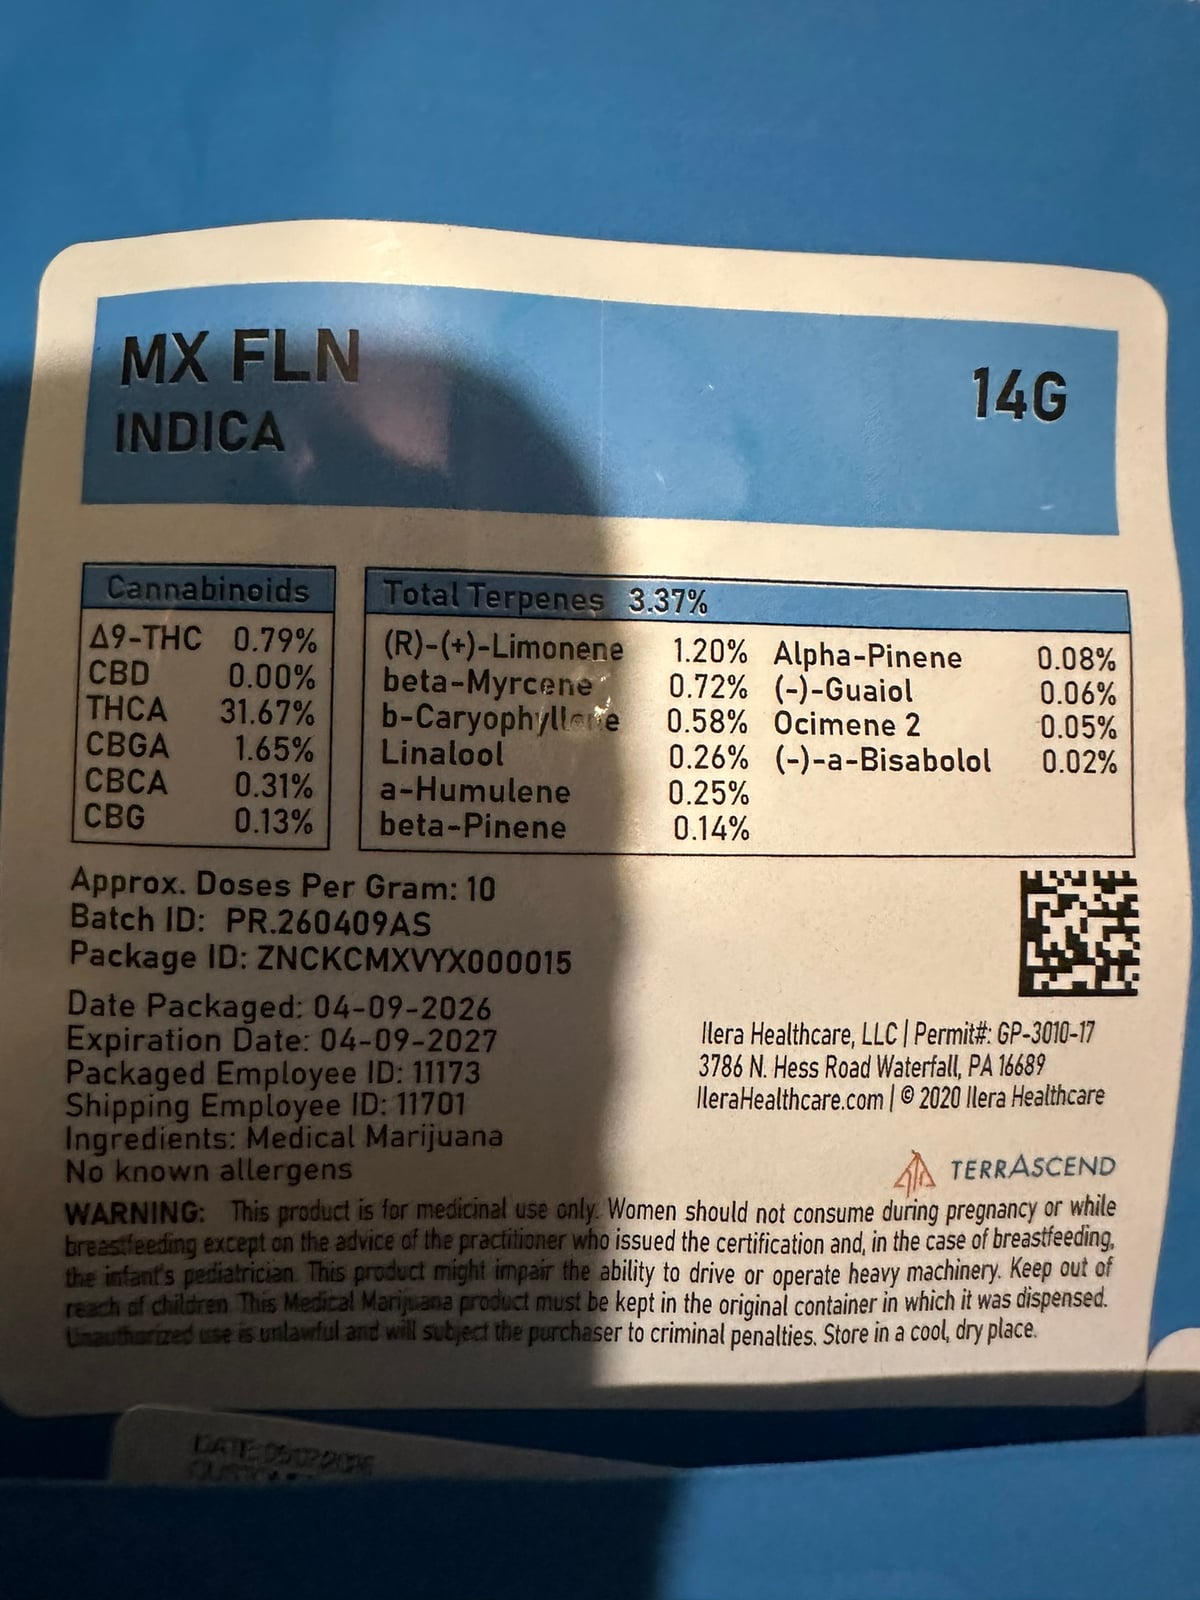 MX FLN
INDICA
14G
Cannabinoids
Δ9-THC 0.79%
CBD 0.00%
THCA 31.67%
CBGA 1.65%
CBCA 0.31%
CBG 0.13%
Total Terpenes 3.37%
(R)-(+)-Limonene 1.20% Alpha-Pinene 0.08%
beta-Myrcene 0.72% (-)-Guaiol 0.06%
b-Caryophyllene 0.58% Ocimene 2 0.05%
Linalool 0.26% (-)-a-Bisabolol 0.02%
a-Humulene 0.25%
beta-Pinene 0.14%
Approx. Doses Per Gram: 10
Batch ID: PR.260409AS
Package ID: ZNCKCMXVYX000015
Date Packaged: 04-09-2026
Expiration Date: 04-09-2027
Packaged Employee ID: 11173
Shipping Employee ID: 11701
Ingredients: Medical Marijuana
No known allergens
Ilera Healthcare, LLC | Permit#: GP-3010-17
3786 N. Hess Road Waterfall, PA 16689
IleraHealthcare.com | © 2020 Ilera Healthcare
TERRASCEND
WARNING: This product is for medicinal use only. Women should not consume during pregnancy or while
breastfeeding except on the advice of the practitioner who issued the certification and, in the case of breastfeeding,
the infant's pediatrician. This product might impair the ability to drive or operate heavy machinery. Keep out of
reach of children. This Medical Marijuana product must be kept in the original container in which it was dispensed.
Unauthorized use is unlawful and will subject the purchaser to criminal penalties. Store in a cool, dry place.
DATE: